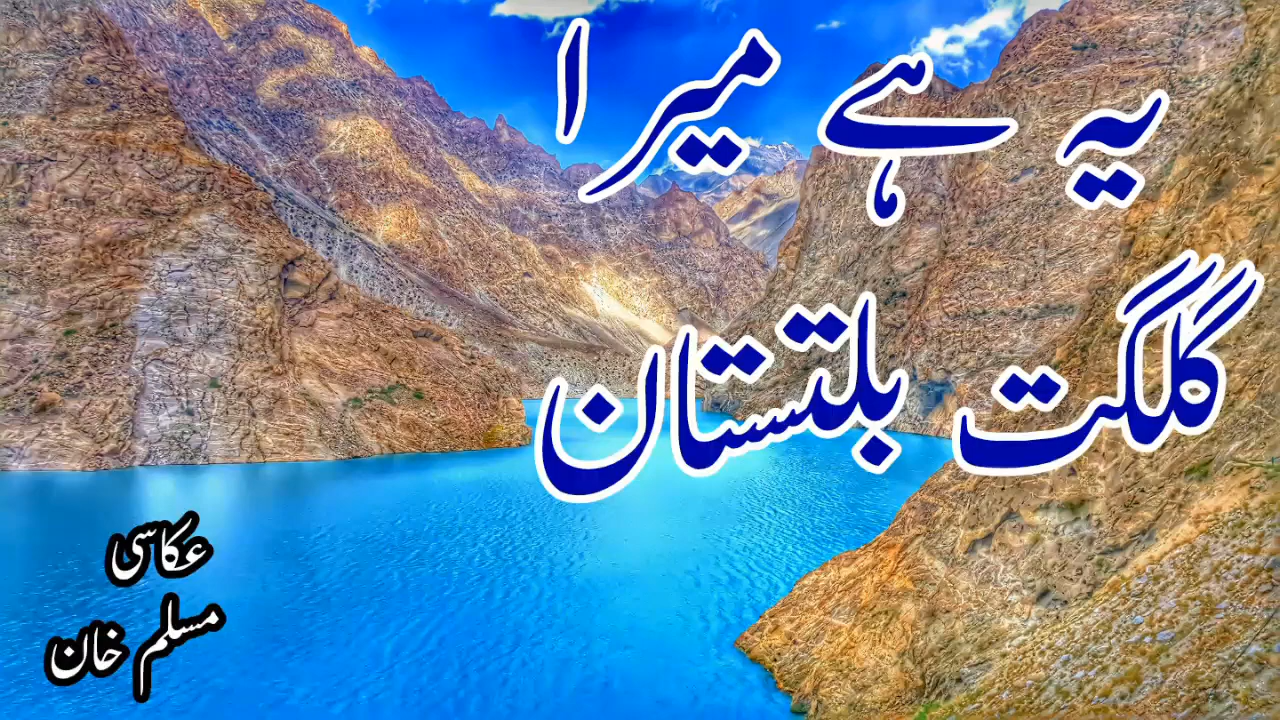 یہ ہے میرا
گلگت بلتستان
عکاسی
مسلم خان